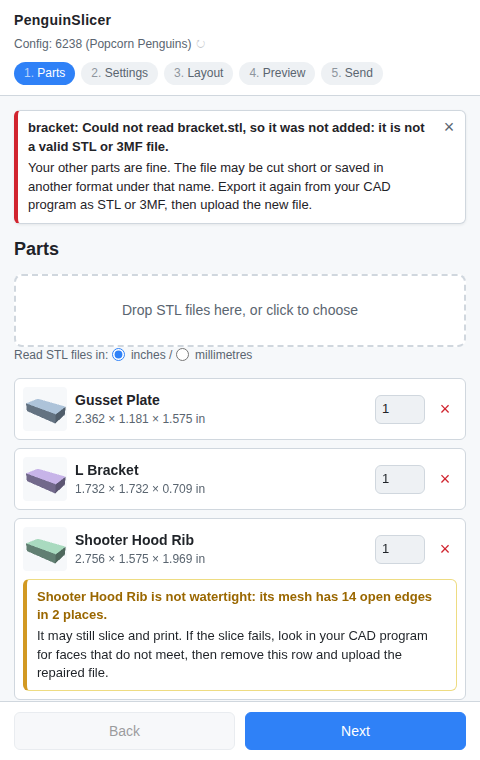 PenguinSlicer
Config: 6238 (Popcorn Penguins)
1. Parts
2. Settings
3. Layout
4. Preview
5. Send
bracket: Could not read bracket.stl, so it was not added: it is not
a valid STL or 3MF file.
Your other parts are fine. The file may be cut short or saved in
another format under that name. Export it again from your CAD
program as STL or 3MF, then upload the new file.
Parts
Drop STL files here, or click to choose
Read STL files in: inches / millimetres
Gusset Plate
2.362 × 1.181 × 1.575 in
1
L Bracket
1.732 × 1.732 × 0.709 in
1
Shooter Hood Rib
2.756 × 1.575 × 1.969 in
1
Shooter Hood Rib is not watertight: its mesh has 14 open edges
in 2 places.
It may still slice and print. If the slice fails, look in your CAD program
for faces that do not meet, then remove this row and upload the
repaired file.
Back
Next